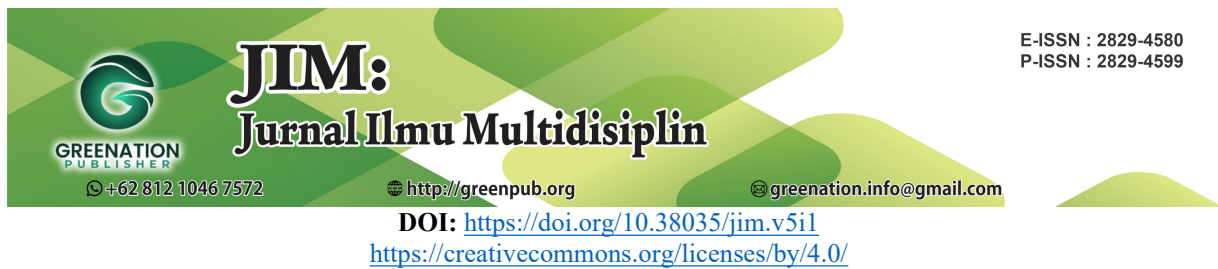 E-ISSN : 2829-4580
P-ISSN : 2829-4599
JIM:
Jurnal Ilmu Multidisiplin
GREENATION
PUBLISHER
+62 812 1046 7572 http://greenpub.org greenation.info@gmail.com
DOI: https://doi.org/10.38035/jim.v5i1
https://creativecommons.org/licenses/by/4.0/